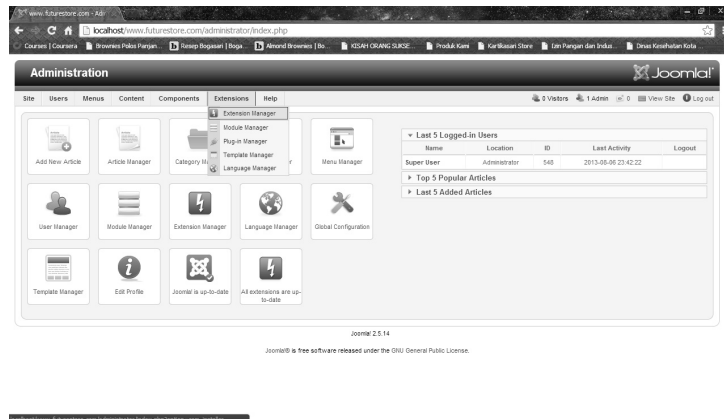 www.futurestore.com - Adr
localhost/www.futurestore.com/administrator/index.php
Courses | Coursera Brownies Polos Panjan... Resep Bogasari | Boga... Almond Brownies | Bo... KISAH ORANG SUKSE... Produk Kami Kartikasari Store Izin Pangan dan Indus... Dinas Kesehatan Kota
Administration Joomla!
Site Users Menus Content Components Extensions Help 0 Visitors 1 Admin 0 View Site Log out
Extension Manager
Module Manager
Plug-in Manager
Template Manager
Language Manager
Add New Article Article Manager Category Menu Manager
User Manager Module Manager Extension Manager Language Manager Global Configuration
Template Manager Edit Profile Joomla! is up-to-date All extensions are up-to-date
Last 5 Logged-in Users
Name Location ID Last Activity Logout
Super User Administrator 548 2013-08-06 23:42:22
Top 5 Popular Articles
Last 5 Added Articles
Joomla! 2.5.14
Joomla!® is free software released under the GNU General Public License.